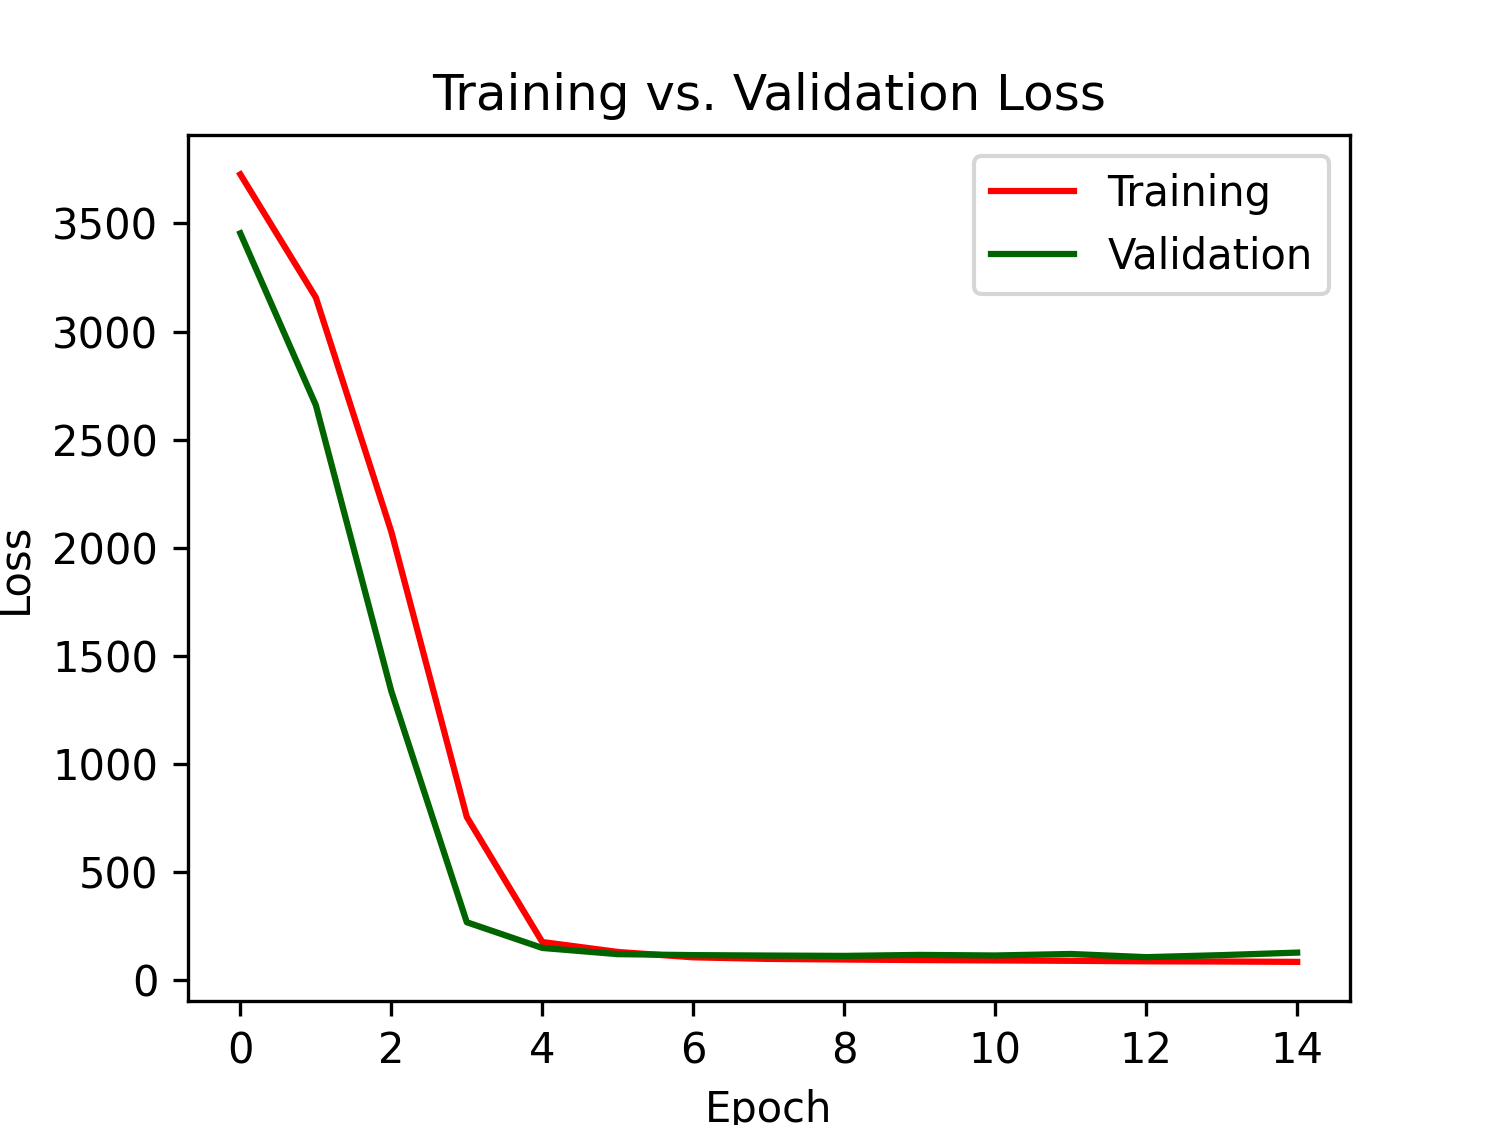 Training vs. Validation Loss
Training
Validation
3500
3000
2500
2000
1500
1000
500
0
Loss
0 2 4 6 8 10 12 14
Epoch